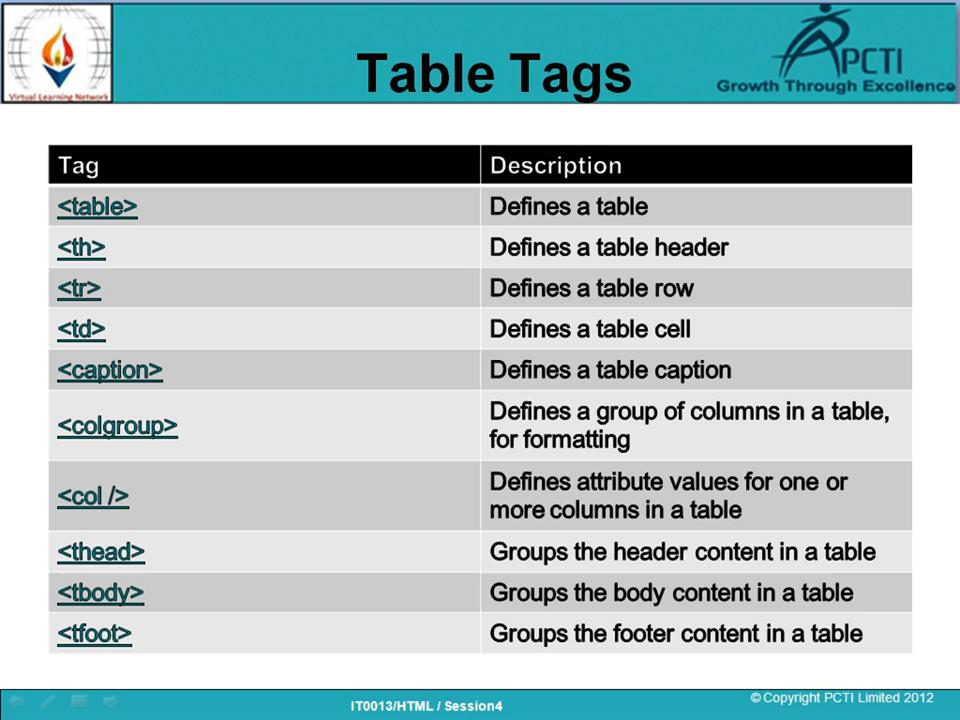 Virtual Learning Network
Table Tags
APCTI
Growth Through Excellence
Tag Description
<table> Defines a table
<th> Defines a table header
<tr> Defines a table row
<td> Defines a table cell
<caption> Defines a table caption
<colgroup> Defines a group of columns in a table,
for formatting
<col /> Defines attribute values for one or
more columns in a table
<thead> Groups the header content in a table
<tbody> Groups the body content in a table
<tfoot> Groups the footer content in a table
IT0013/HTML / Session4
© Copyright PCTI Limited 2012